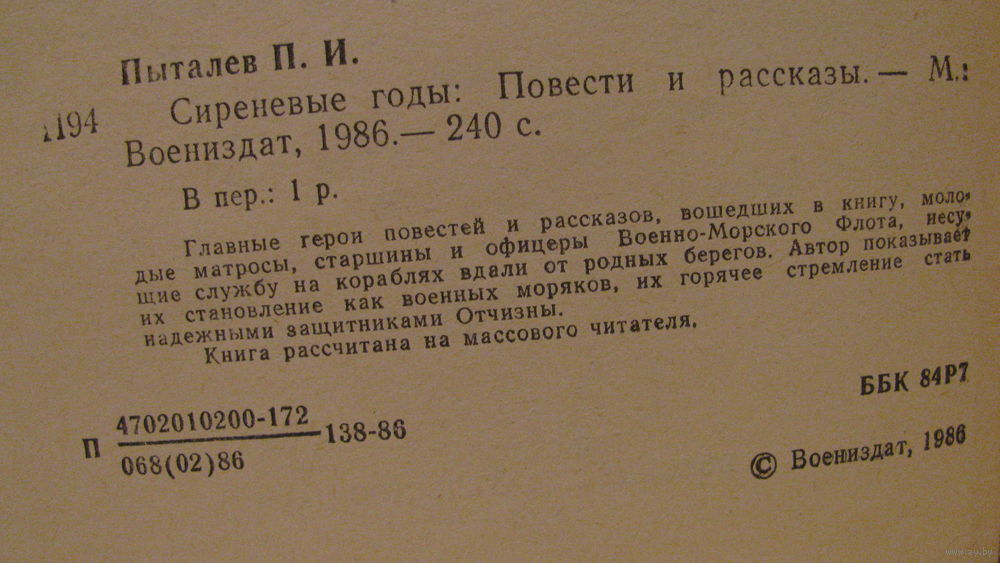 Пыталев П. И.
П94 Сиреневые годы: Повести и рассказы. — М.:
Воениздат, 1986.— 240 с.
В пер.: 1 р.
Главные герои повестей и рассказов, вошедших в книгу, моло-
дые матросы, старшины и офицеры Военно-Морского Флота, несу-
щие службу на кораблях вдали от родных берегов. Автор показывает
их становление как военных моряков, их горячее стремление стать
надежными защитниками Отчизны.
Книга рассчитана на массового читателя.
П 4702010200-172
068(02)86
138-86
ББК 84Р7
© Воениздат, 1986
www.ay.by